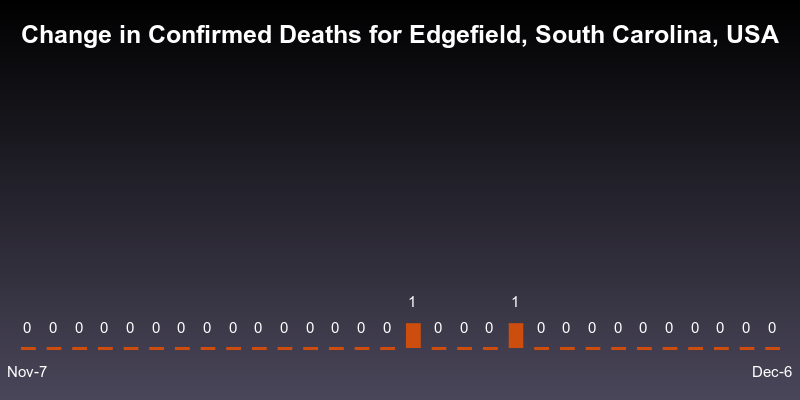 Change in Confirmed Deaths for Edgefield, South Carolina, USA
1 1
0 0 0 0 0 0 0 0 0 0 0 0 0 0 0 0 0 0 0 0 0 0 0 0 0 0 0 0
Nov-7 Dec-6